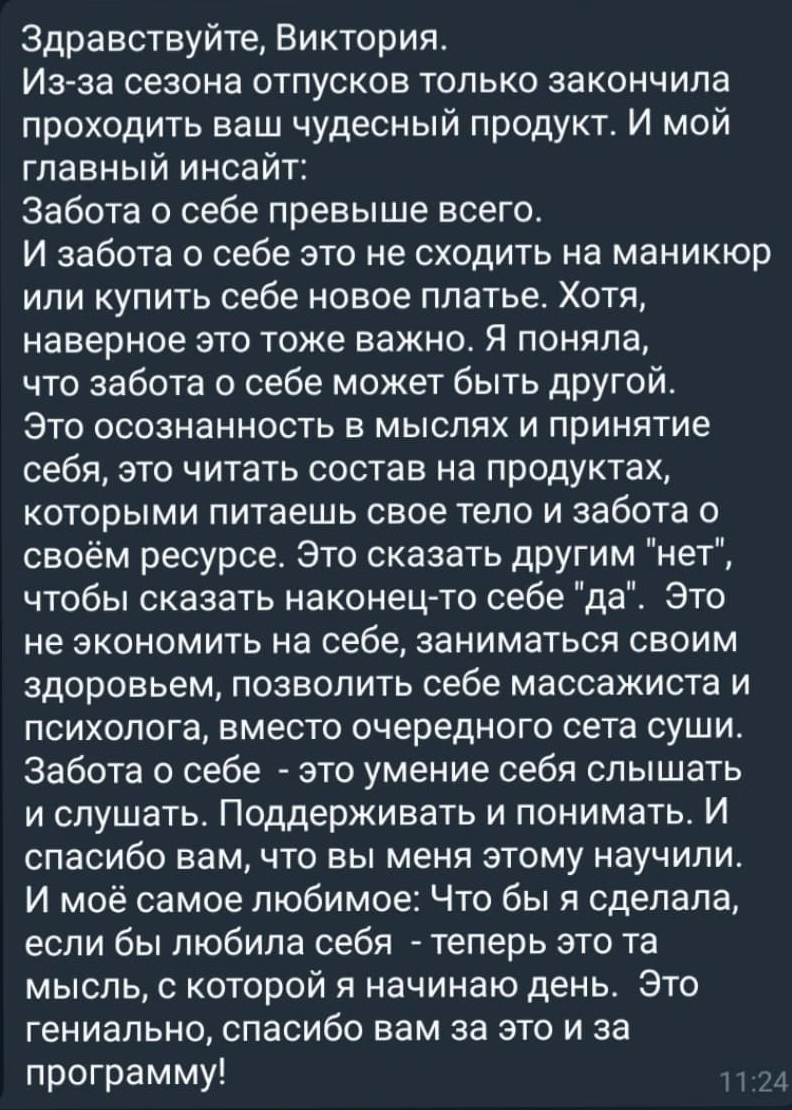 Здравствуйте, Виктория.
Из-за сезона отпусков только закончила
проходить ваш чудесный продукт. И мой
главный инсайт:
Забота о себе превыше всего.
И забота о себе это не сходить на маникюр
или купить себе новое платье. Хотя,
наверное это тоже важно. Я поняла,
что забота о себе может быть другой.
Это осознанность в мыслях и принятие
себя, это читать состав на продуктах,
которыми питаешь свое тело и забота о
своём ресурсе. Это сказать другим "нет",
чтобы сказать наконец-то себе "да".  Это
не экономить на себе, заниматься своим
здоровьем, позволить себе массажиста и
психолога, вместо очередного сета суши.
Забота о себе  - это умение себя слышать
и слушать. Поддерживать и понимать. И
спасибо вам, что вы меня этому научили.
И моё самое любимое: Что бы я сделала,
если бы любила себя  - теперь это та
мысль, с которой я начинаю день.  Это
гениально, спасибо вам за это и за
программу!
11:24